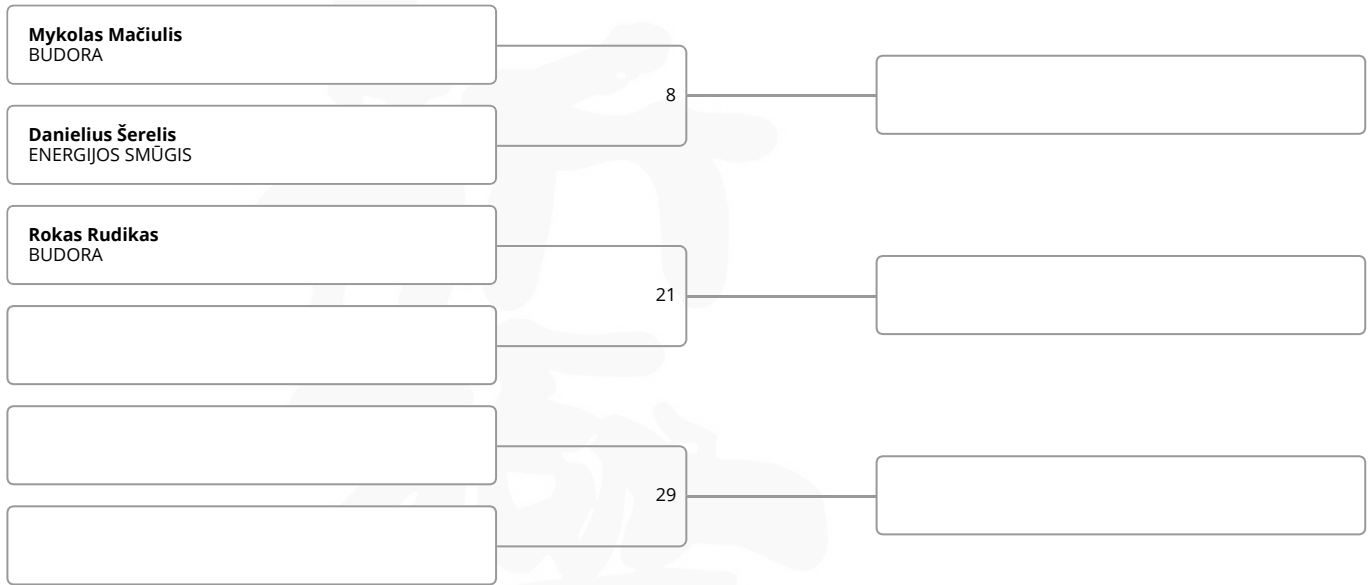 Mykolas Mačiulis
BUDORA
8
Danielius Šerelis
ENERGIJOS SMŪGIS
Rokas Rudikas
BUDORA
21
29